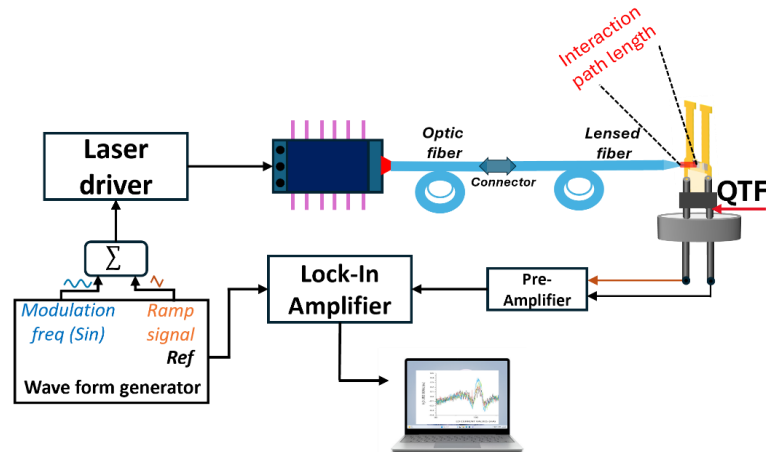 Interaction
path length
Laser
driver
Optic
fiber
Connector
Lensed
fiber
QTF
Σ
Modulation
freq (Sin)
Ramp
signal
Ref
Wave form generator
Lock-In
Amplifier
Pre-
Amplifier